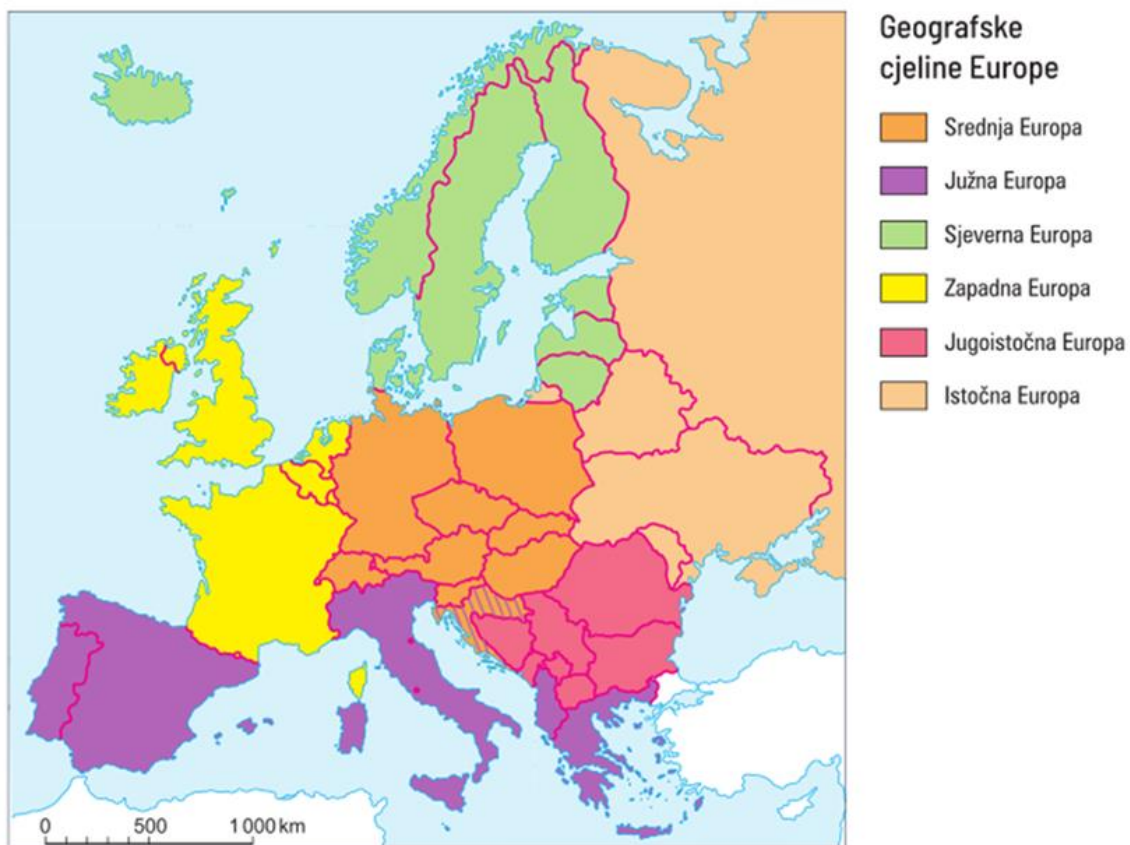 Geografske
cjeline Europe
Srednja Europa
Južna Europa
Sjeverna Europa
Zapadna Europa
Jugoistočna Europa
Istočna Europa
0 500 1 000 km